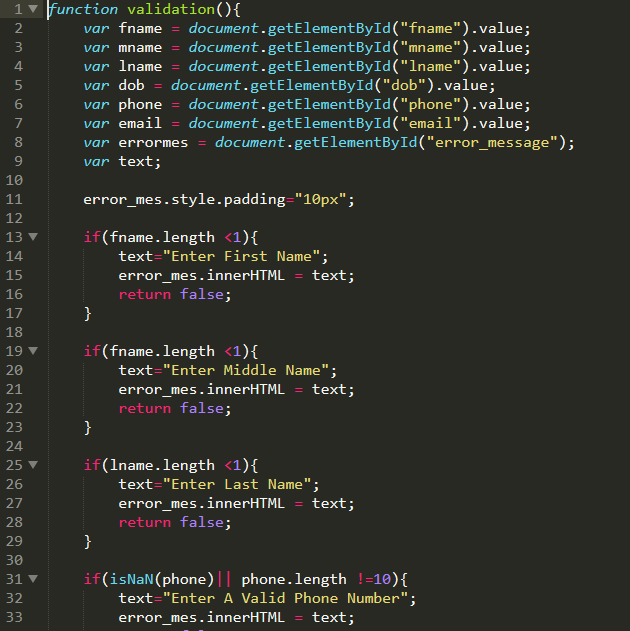 1 function validation(){
2 var fname = document.getElementById("fname").value;
3 var mname = document.getElementById("mname").value;
4 var lname = document.getElementById("lname").value;
5 var dob = document.getElementById("dob").value;
6 var phone = document.getElementById("phone").value;
7 var email = document.getElementById("email").value;
8 var errormes = document.getElementById("error_message");
9 var text;
10
11 error_mes.style.padding="10px";
12
13 if(fname.length <1){
14 text="Enter First Name";
15 error_mes.innerHTML = text;
16 return false;
17 }
18
19 if(fname.length <1){
20 text="Enter Middle Name";
21 error_mes.innerHTML = text;
22 return false;
23 }
24
25 if(lname.length <1){
26 text="Enter Last Name";
27 error_mes.innerHTML = text;
28 return false;
29 }
30
31 if(isNaN(phone)|| phone.length !=10){
32 text="Enter A Valid Phone Number";
33 error_mes.innerHTML = text;